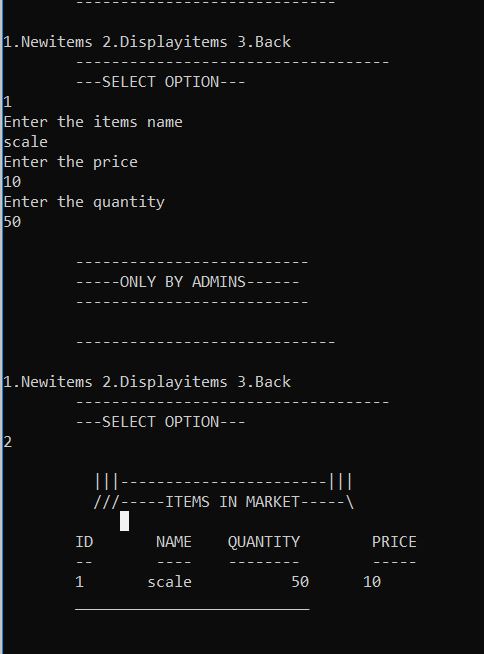 ----------------------------
1.Newitems 2.Displayitems 3.Back
-----------------------------------
---SELECT OPTION---
1
Enter the items name
scale
Enter the price
10
Enter the quantity
50
--------------------------
-----ONLY BY ADMINS------
--------------------------
-----------------------------
1.Newitems 2.Displayitems 3.Back
-----------------------------------
---SELECT OPTION---
2
|||-----------------------|||
///-----ITEMS IN MARKET-----\
ID NAME QUANTITY PRICE
-- ---- -------- -----
1 scale 50 10
__________________________